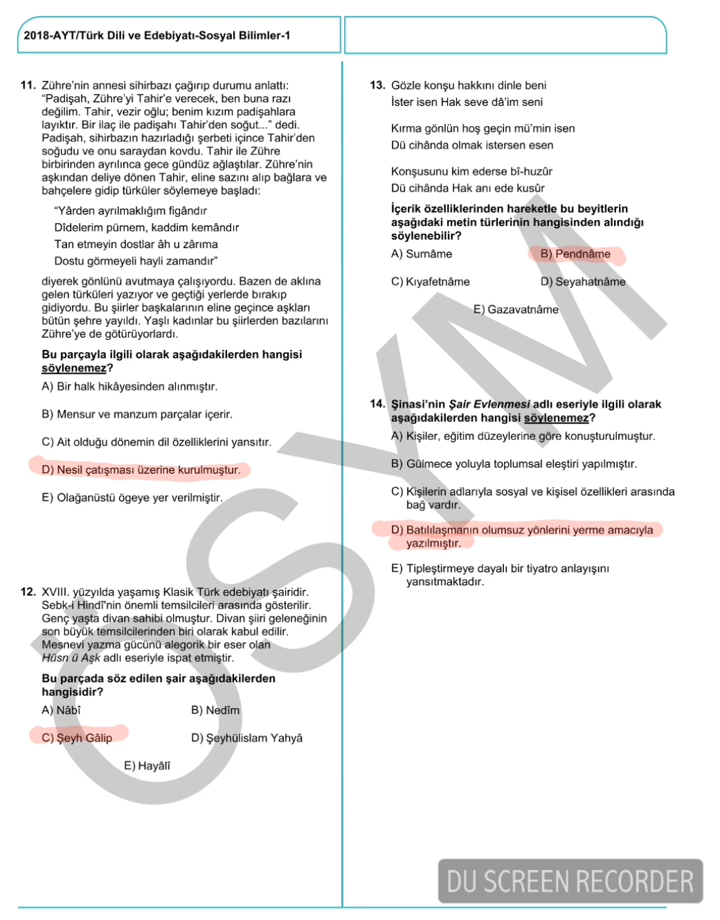 2018-AYT/Türk Dili ve Edebiyatı-Sosyal Bilimler-1
11. Zühre'nin annesi sihirbazı çağırıp durumu anlattı:
"Padişah, Zühre'yi Tahir'e verecek, ben buna razı
değilim. Tahir, vezir oğlu; benim kızım padişahlara
layıktır. Bir ilaç ile padişahı Tahir'den soğut..." dedi.
Padişah, sihirbazın hazırladığı şerbeti içince Tahir'den
soğudu ve onu saraydan kovdu. Tahir ile Zühre
birbirinden ayrılınca gece gündüz ağlaştılar. Zühre'nin
aşkından deliye dönen Tahir, eline sazını alıp bağlara ve
bahçelere gidip türküler söylemeye başladı:
"Yârden ayrılmaklığım figândır
Dîdelerim pürnem, kaddim kemândır
Tan etmeyin dostlar âh u zârıma
Dostu görmeyeli hayli zamandır"
diyerek gönlünü avutmaya çalışıyordu. Bazen de aklına
gelen türküleri yazıyor ve geçtiği yerlerde bırakıp
gidiyordu. Bu şiirler başkalarının eline geçince aşkları
bütün şehre yayıldı. Yaşlı kadınlar bu şiirlerden bazılarını
Zühre'ye de götürüyorlardı.
Bu parçayla ilgili olarak aşağıdakilerden hangisi
söylenemez?
A) Bir halk hikâyesinden alınmıştır.
B) Mensur ve manzum parçalar içerir.
C) Ait olduğu dönemin dil özelliklerini yansıtır.
D) Nesil çatışması üzerine kurulmuştur.
E) Olağanüstü ögeye yer verilmiştir.
12. XVIII. yüzyılda yaşamış Klasik Türk edebiyatı şairidir.
Sebk-i Hindî'nin önemli temsilcileri arasında gösterilir.
Genç yaşta divan sahibi olmuştur. Divan şiiri geleneğinin
son büyük temsilcilerinden biri olarak kabul edilir.
Mesnevi yazma gücünü alegorik bir eser olan
Hüsn ü Aşk adlı eseriyle ispat etmiştir.
Bu parçada söz edilen şair aşağıdakilerden
hangisidir?
A) Nâbî B) Nedîm
C) Şeyh Gâlip D) Şeyhülislam Yahyâ
E) Hayâlî
13. Gözle konşu hakkını dinle beni
İster isen Hak seve dâ'im seni
Kırma gönlün hoş geçin mü'min isen
Dü cihânda olmak istersen esen
Konşusunu kim ederse bî-huzûr
Dü cihânda Hak anı ede kusûr
İçerik özelliklerinden hareketle bu beyitlerin
aşağıdaki metin türlerinin hangisinden alındığı
söylenebilir?
A) Surnâme B) Pendnâme
C) Kıyafetnâme D) Seyahatnâme
E) Gazavatnâme
14. Şinasi'nin Şair Evlenmesi adlı eseriyle ilgili olarak
aşağıdakilerden hangisi söylenemez?
A) Kişiler, eğitim düzeylerine göre konuşturulmuştur.
B) Gülmece yoluyla toplumsal eleştiri yapılmıştır.
C) Kişilerin adlarıyla sosyal ve kişisel özellikleri arasında
bağ vardır.
D) Batılılaşmanın olumsuz yönlerini yerme amacıyla
yazılmıştır.
E) Tipleştirmeye dayalı bir tiyatro anlayışını
yansıtmaktadır.
ÖSYM
DU SCREEN RECORDER